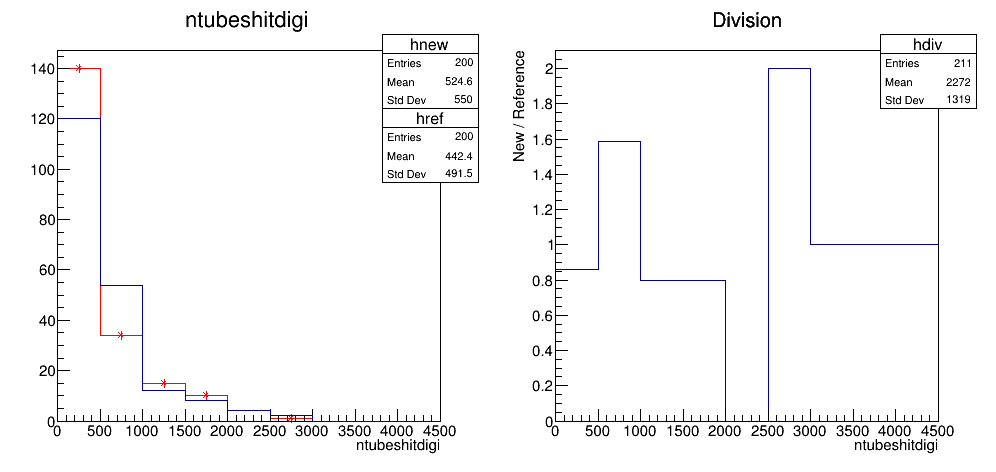 ntubeshitdigi
hnew
Entries 200
Mean 524.6
Std Dev 550
href
Entries 200
Mean 442.4
Std Dev 491.5
140
120
100
80
60
40
20
0
0 500 1000 1500 2000 2500 3000 3500 4000 4500
ntubeshitdigi
Division
hdiv
Entries 211
Mean 2272
Std Dev 1319
New / Reference
2
1.8
1.6
1.4
1.2
1
0.8
0.6
0.4
0.2
0
0 500 1000 1500 2000 2500 3000 3500 4000 4500
ntubeshitdigi